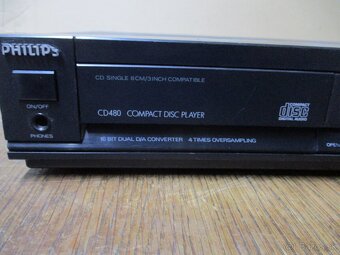 PHILIPS
CD SINGLE 8CM/3INCH COMPATIBLE
ON/OFF
CD480 COMPACT DISC PLAYER
COMPACT
disc
DIGITAL AUDIO
PHONES
16 BIT DUAL D/A CONVERTER 4 TIMES OVERSAMPLING